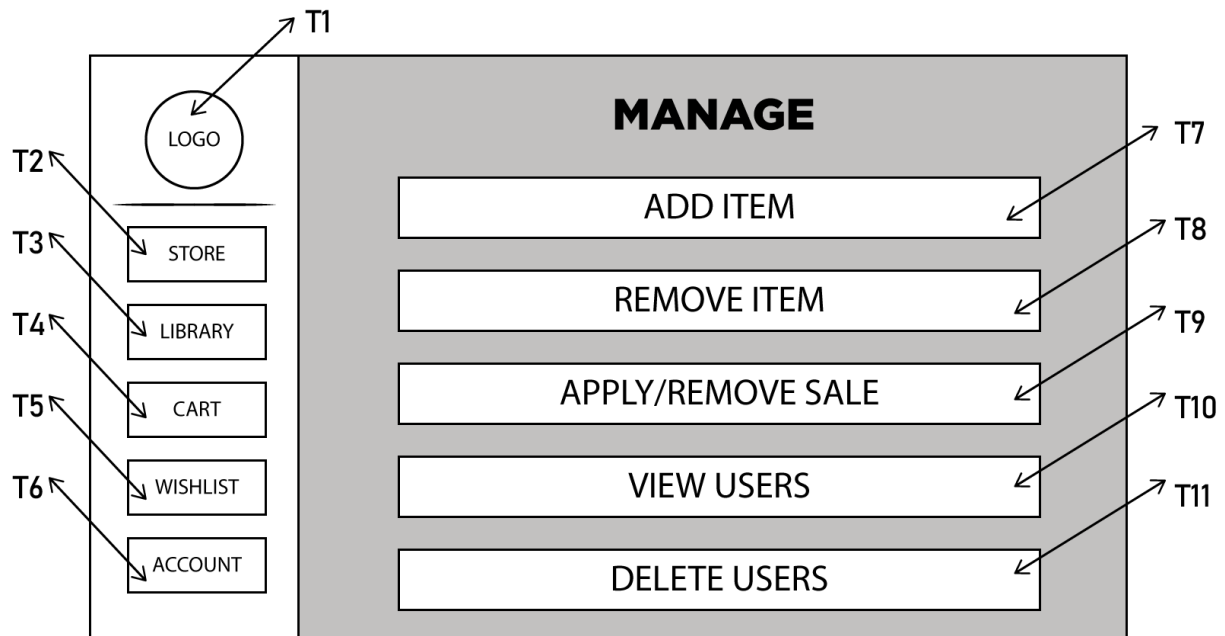 T1
LOGO
MANAGE
T2
T7
ADD ITEM
STORE
T3
T8
REMOVE ITEM
LIBRARY
T4
T9
APPLY/REMOVE SALE
CART
T5
T10
VIEW USERS
WISHLIST
T6
T11
ACCOUNT
DELETE USERS